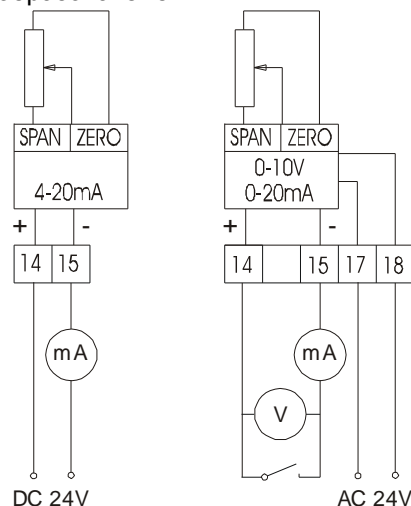 SPAN ZERO
4-20mA
+ -
14 15
mA
DC 24V
SPAN ZERO
0-10V
0-20mA
+ -
14 15 17 18
mA
V
AC 24V